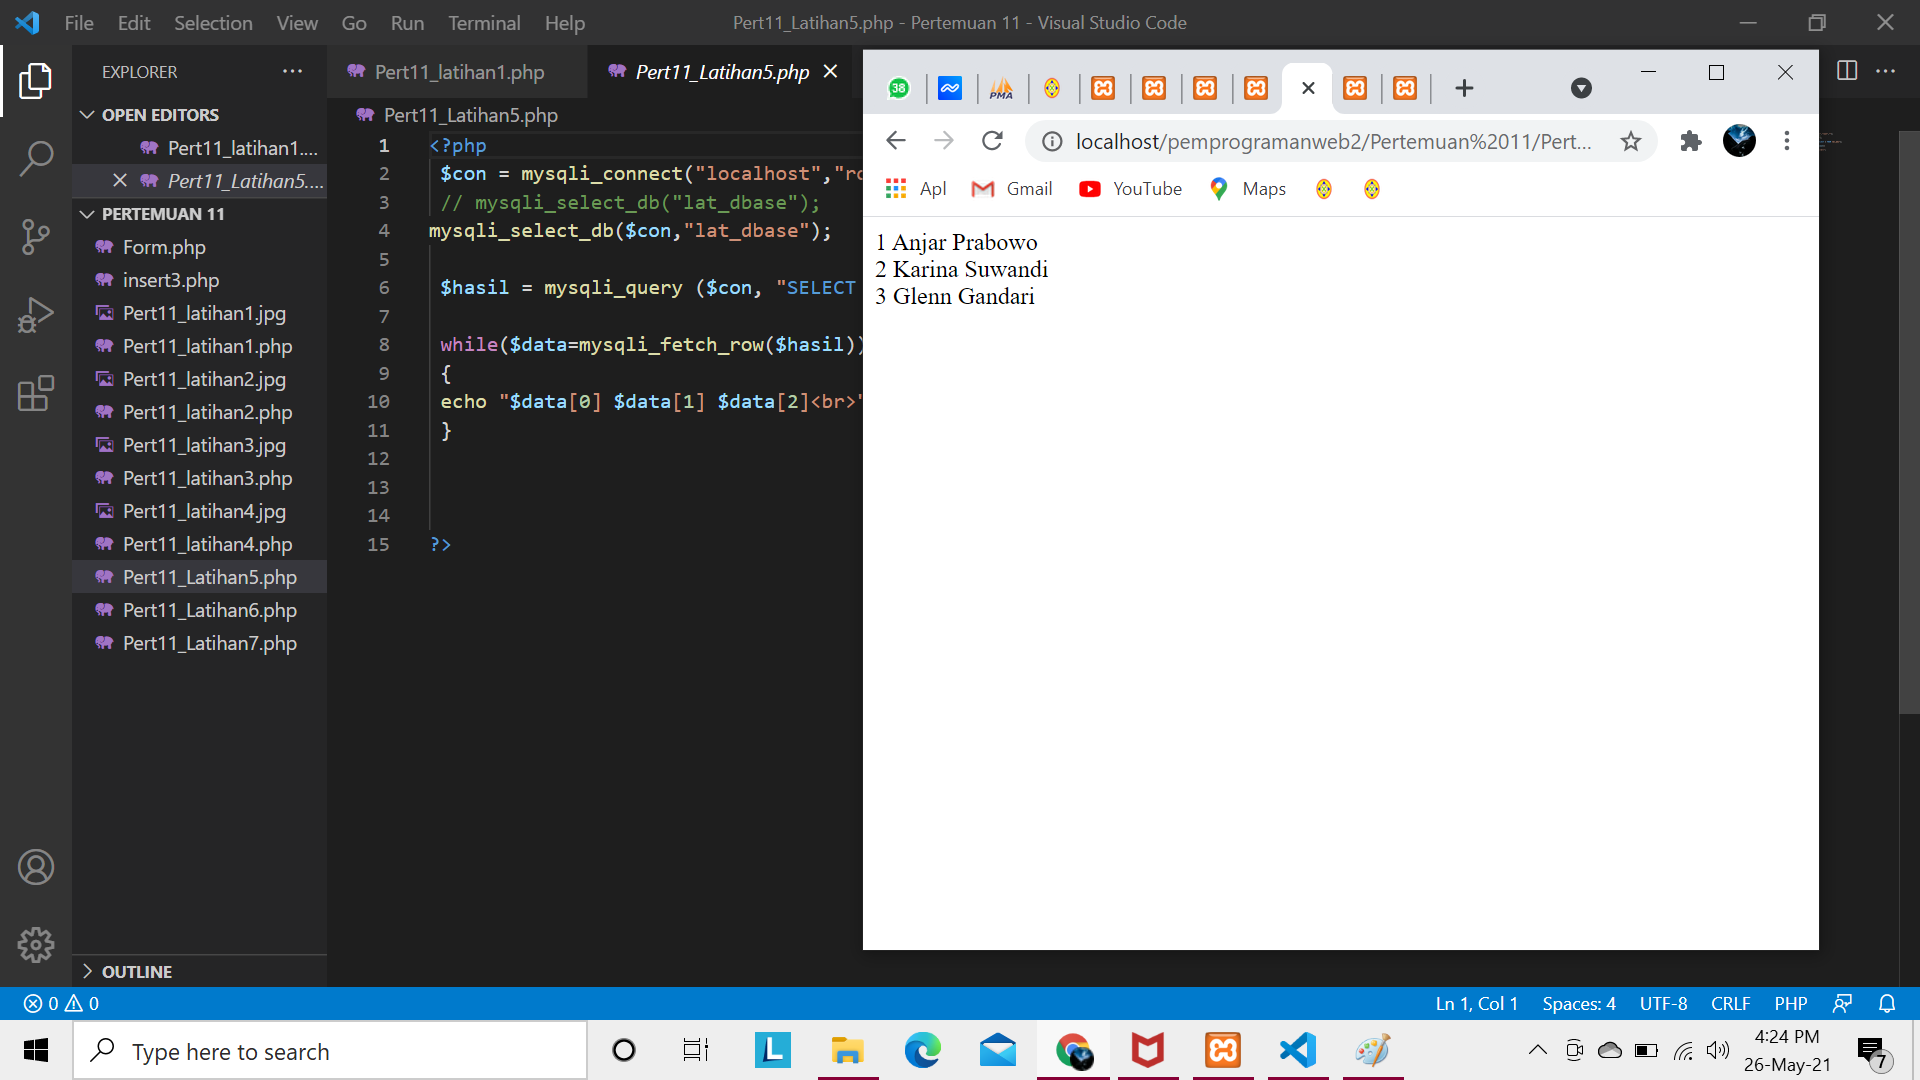 File Edit Selection View Go Run Terminal Help
Pert11_Latihan5.php - Pertemuan 11 - Visual Studio Code
EXPLORER
OPEN EDITORS
Pert11_latihan1....
Pert11_Latihan5....
PERTEMUAN 11
Form.php
insert3.php
Pert11_latihan1.jpg
Pert11_latihan1.php
Pert11_latihan2.jpg
Pert11_latihan2.php
Pert11_latihan3.jpg
Pert11_latihan3.php
Pert11_latihan4.jpg
Pert11_latihan4.php
Pert11_Latihan5.php
Pert11_Latihan6.php
Pert11_Latihan7.php
OUTLINE
Pert11_latihan1.php
Pert11_Latihan5.php
Pert11_Latihan5.php
1 <?php
2 $con = mysqli_connect("localhost","ro
3 // mysqli_select_db("lat_dbase");
4 mysqli_select_db($con,"lat_dbase");
5
6 $hasil = mysqli_query ($con, "SELECT
7
8 while($data=mysqli_fetch_row($hasil))
9 {
10 echo "$data[0] $data[1] $data[2]<br>"
11 }
12
13
14
15 ?>
38
PMA
localhost/pemprogramanweb2/Pertemuan%2011/Pert...
Apl Gmail YouTube Maps
1 Anjar Prabowo
2 Karina Suwandi
3 Glenn Gandari
0 0
Ln 1, Col 1 Spaces: 4 UTF-8 CRLF PHP
Type here to search
L
4:24 PM
26-May-21
7